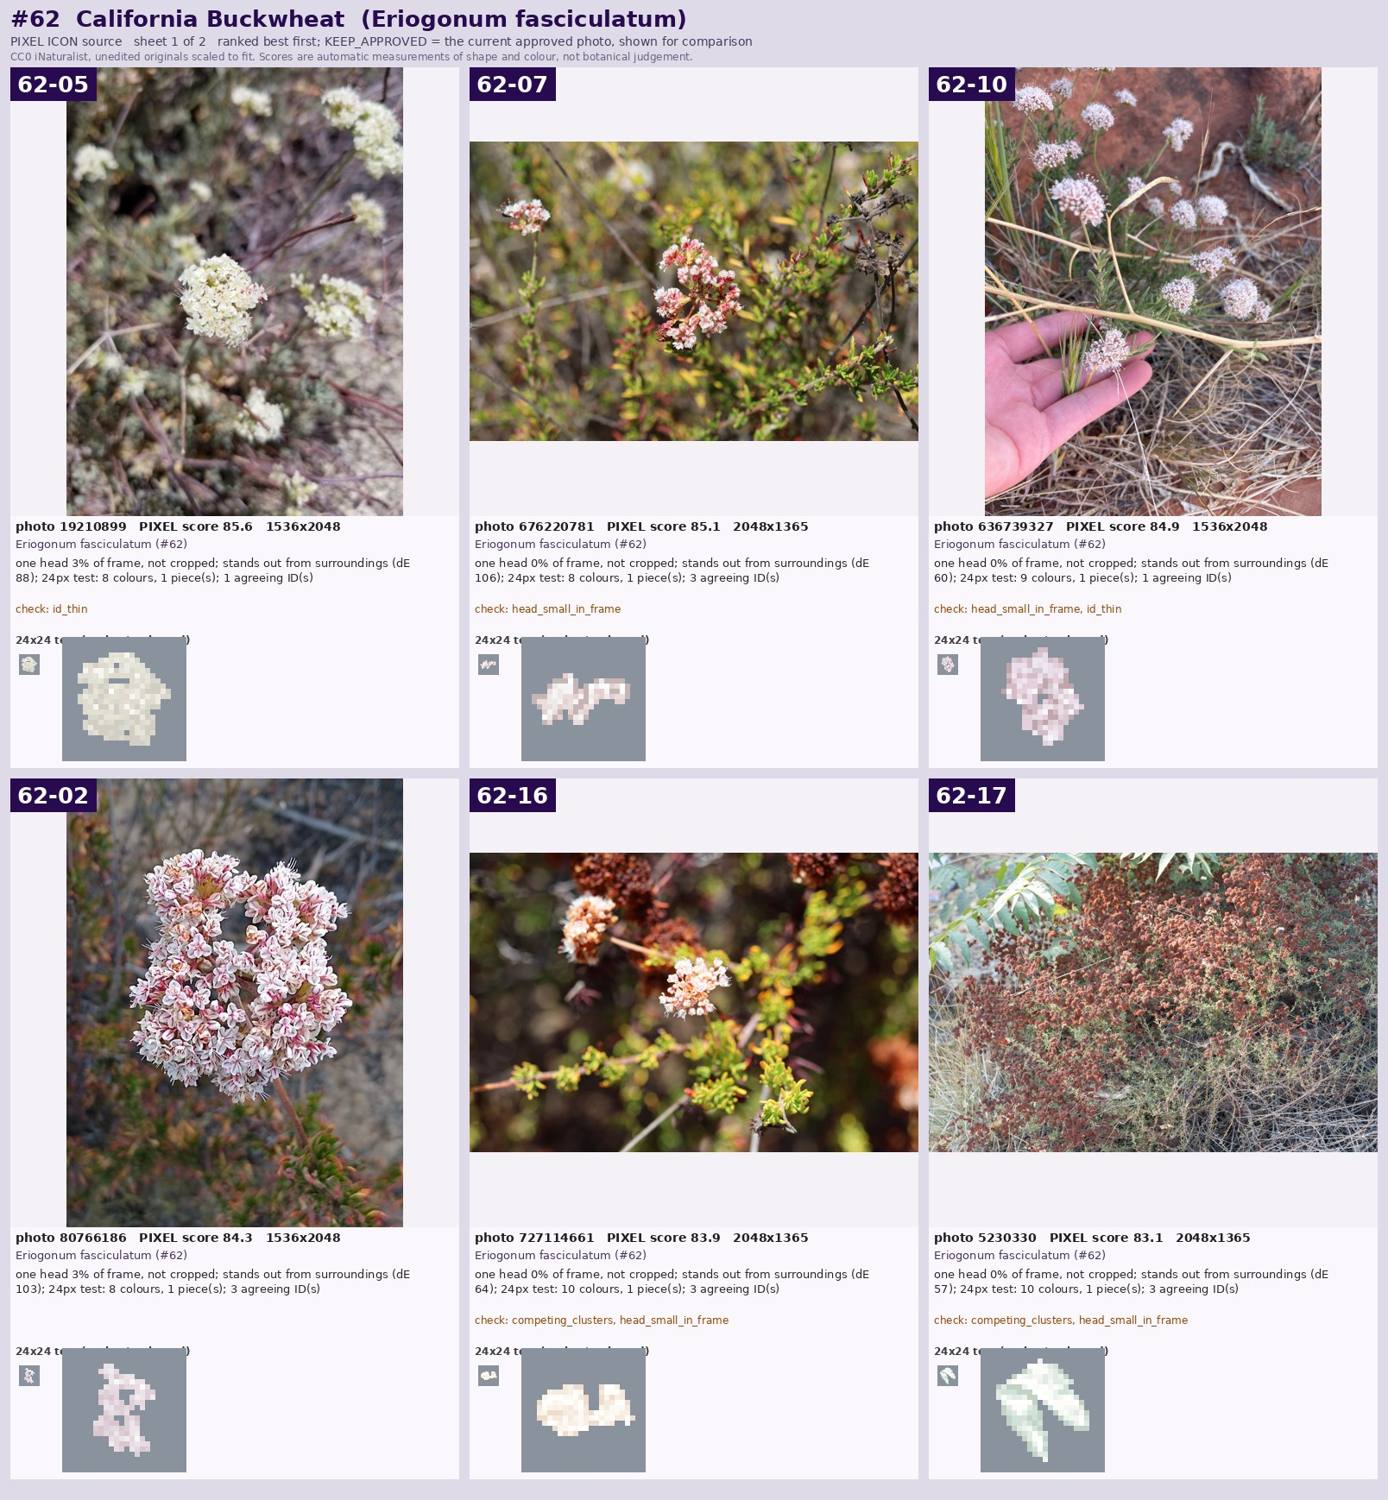 #62 California Buckwheat (Eriogonum fasciculatum)
PIXEL ICON source sheet 1 of 2 ranked best first; KEEP_APPROVED = the current approved photo, shown for comparison
CC0 iNaturalist, unedited originals scaled to fit. Scores are automatic measurements of shape and colour, not botanical judgement.
62-05
photo 19210899 PIXEL score 85.6 1536x2048
Eriogonum fasciculatum (#62)
one head 3% of frame, not cropped; stands out from surroundings (dE
88); 24px test: 8 colours, 1 piece(s); 1 agreeing ID(s)
check: id_thin
24x24
62-07
photo 676220781 PIXEL score 85.1 2048x1365
Eriogonum fasciculatum (#62)
one head 0% of frame, not cropped; stands out from surroundings (dE
106); 24px test: 8 colours, 1 piece(s); 3 agreeing ID(s)
check: head_small_in_frame
24x24
62-10
photo 636739327 PIXEL score 84.9 1536x2048
Eriogonum fasciculatum (#62)
one head 0% of frame, not cropped; stands out from surroundings (dE
60); 24px test: 9 colours, 1 piece(s); 1 agreeing ID(s)
check: head_small_in_frame, id_thin
24x24
62-02
photo 80766186 PIXEL score 84.3 1536x2048
Eriogonum fasciculatum (#62)
one head 3% of frame, not cropped; stands out from surroundings (dE
103); 24px test: 8 colours, 1 piece(s); 3 agreeing ID(s)
24x24
62-16
photo 727114661 PIXEL score 83.9 2048x1365
Eriogonum fasciculatum (#62)
one head 0% of frame, not cropped; stands out from surroundings (dE
64); 24px test: 10 colours, 1 piece(s); 3 agreeing ID(s)
check: competing_clusters, head_small_in_frame
24x24
62-17
photo 5230330 PIXEL score 83.1 2048x1365
Eriogonum fasciculatum (#62)
one head 0% of frame, not cropped; stands out from surroundings (dE
57); 24px test: 10 colours, 1 piece(s); 3 agreeing ID(s)
check: competing_clusters, head_small_in_frame
24x24